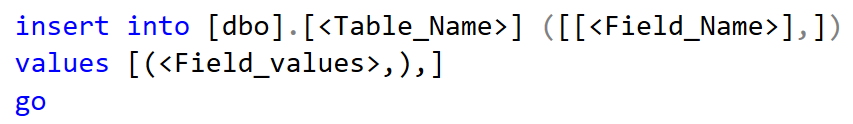 insert into [dbo].[<Table_Name>] ([[<Field_Name>],])
values [(<Field_values>,),]
go